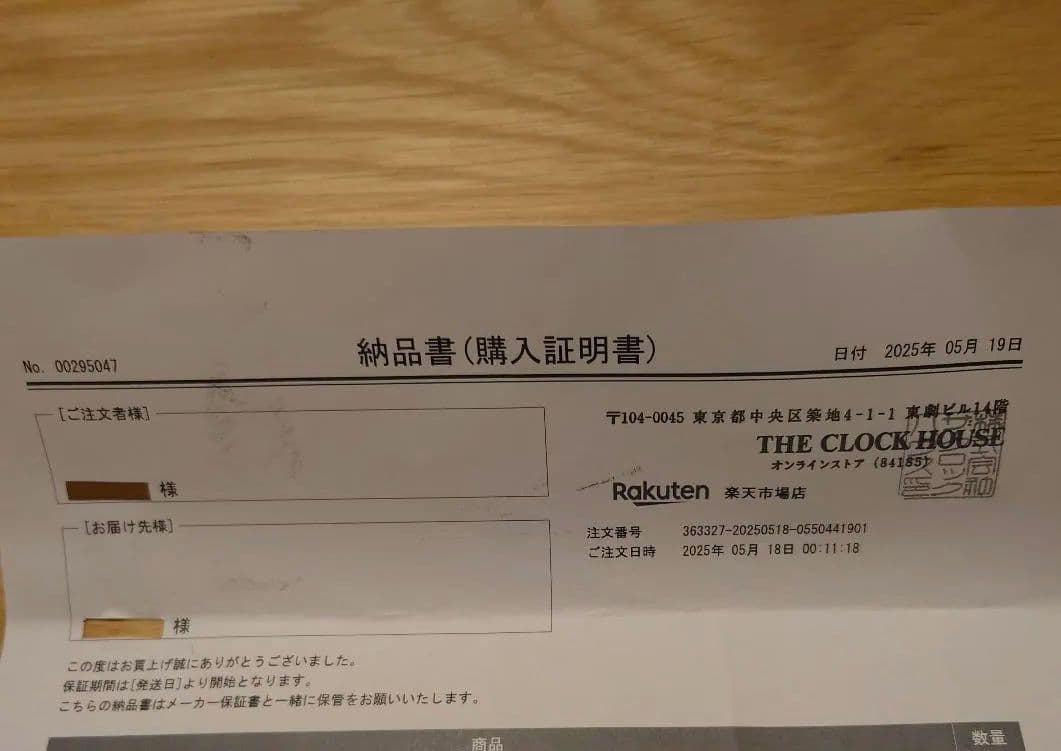 納品書(購入証明書)
No. 00295047
日付 2025年 05月 19日
[ご注文者様]
様
[お届け先様]
様
〒104-0045 東京都中央区築地4-1-1 東劇ビル14階
THE CLOCK HOUSE
オンラインストア (84185)
Rakuten 楽天市場店
注文番号 363327-20250518-0550441901
ご注文日時 2025年 05月 18日 00:11:18
この度はお買上げ誠にありがとうございました。
保証期間は[発送日]より開始となります。
こちらの納品書はメーカー保証書と一緒に保管をお願いいたします。
商品 数量